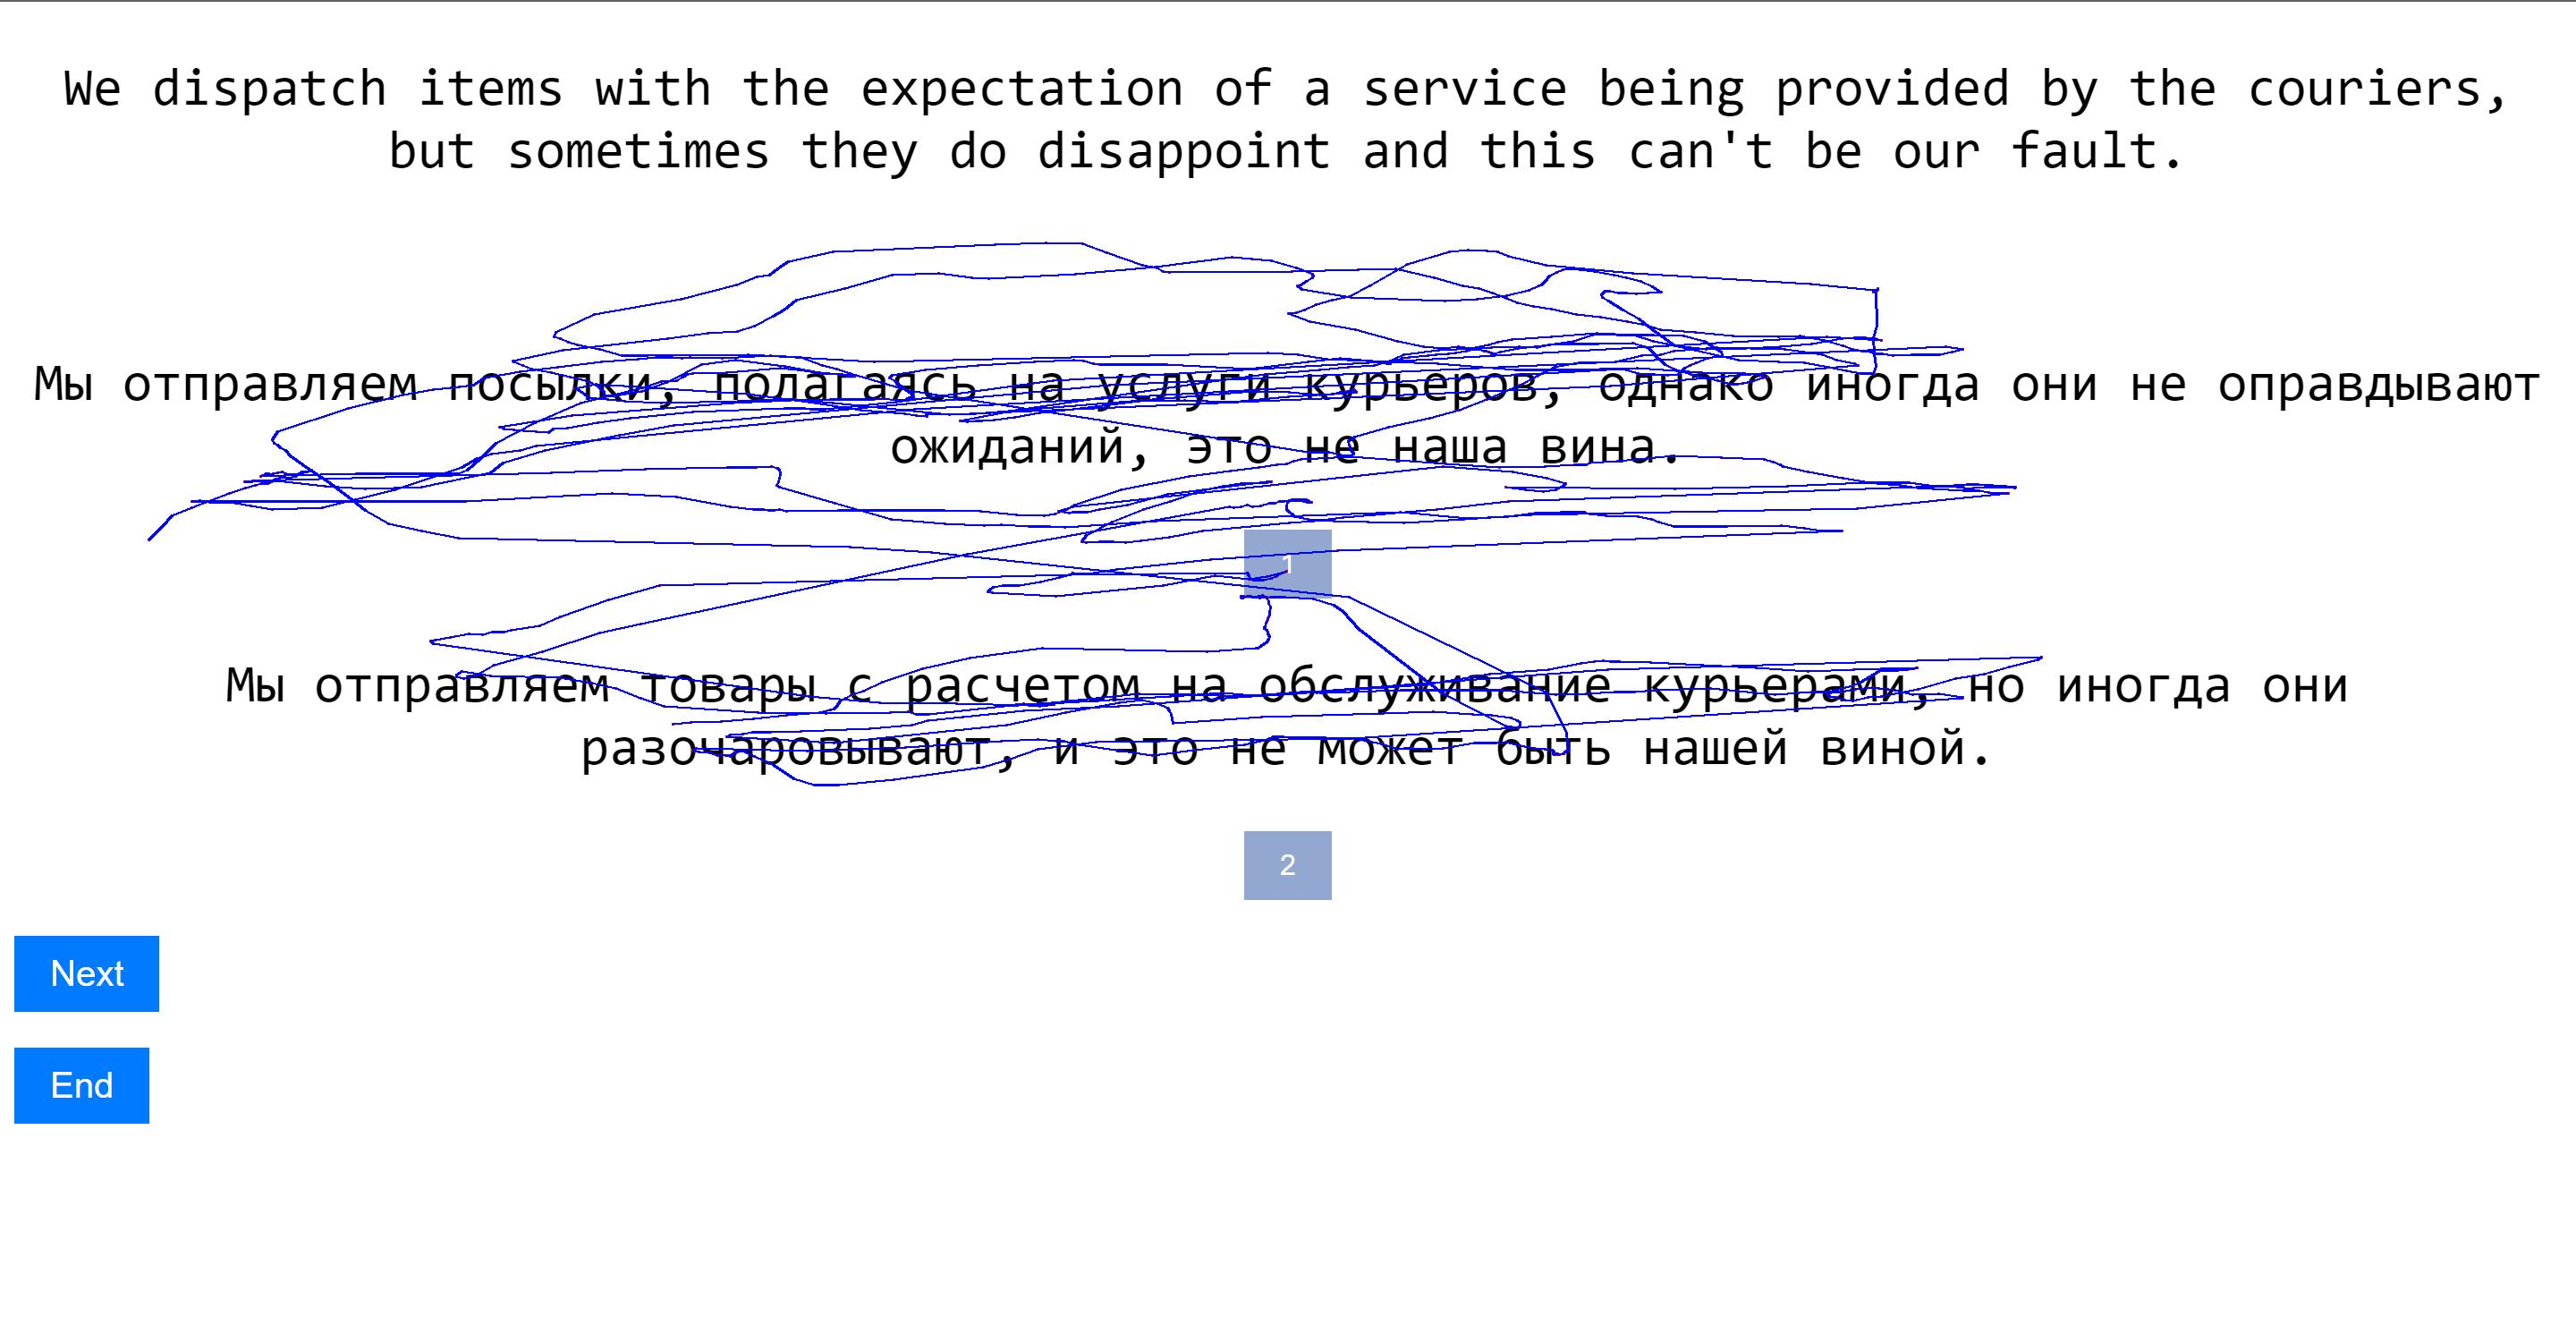 We dispatch items with the expectation of a service being provided by the couriers,
but sometimes they do disappoint and this can't be our fault.
Мы отправляем посылки, полагаясь на услуги курьеров, однако иногда они не оправдывают
ожиданий, это не наша вина.
1
Мы отправляем товары с расчетом на обслуживание курьерами, но иногда они
разочаровывают, и это не может быть нашей виной.
2
Next
End